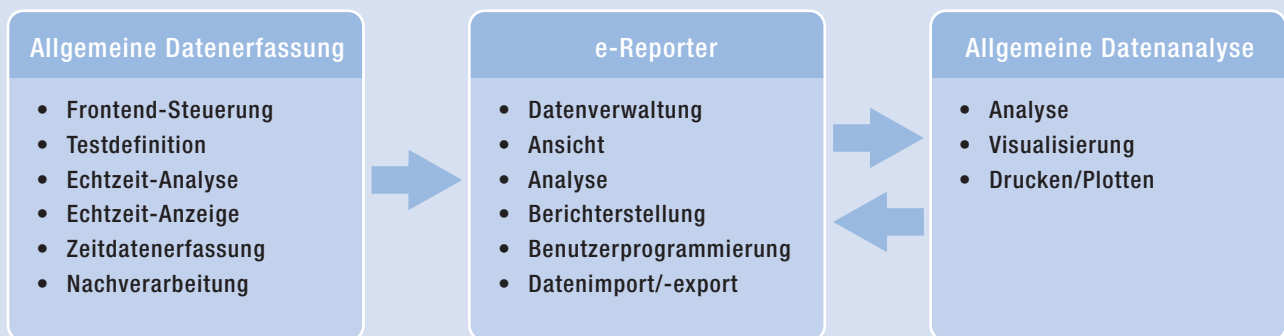 Allgemeine Datenerfassung
• Frontend-Steuerung
• Testdefinition
• Echtzeit-Analyse
• Echtzeit-Anzeige
• Zeitdatenerfassung
• Nachverarbeitung
e-Reporter
• Datenverwaltung
• Ansicht
• Analyse
• Berichterstellung
• Benutzerprogrammierung
• Datenimport/-export
Allgemeine Datenanalyse
• Analyse
• Visualisierung
• Drucken/Plotten